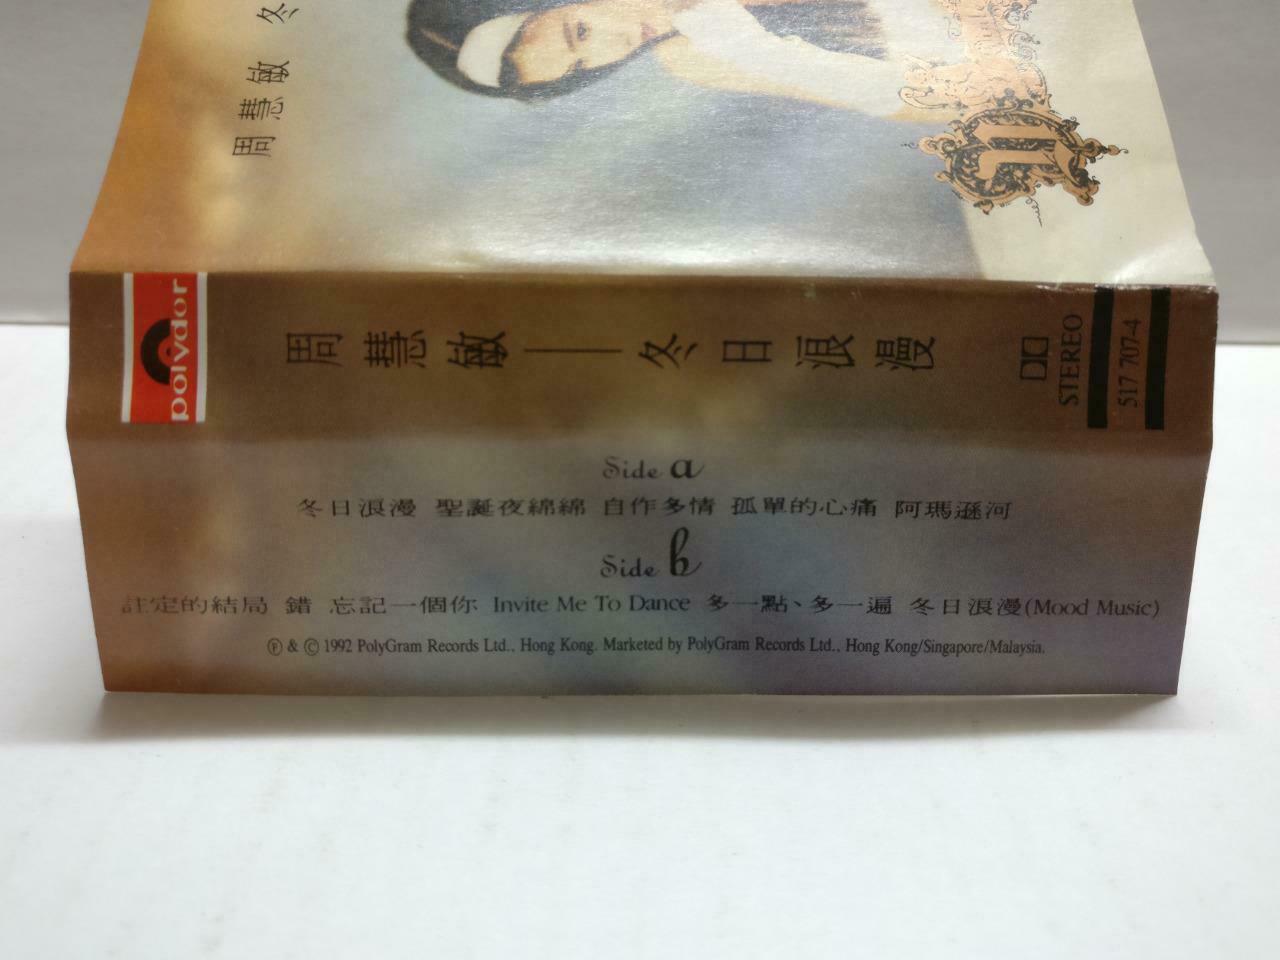 周慧敏 冬
polydor
周慧敏——冬日浪漫
STEREO
517 707-4
Side a
冬日浪漫 聖誕夜綿綿 自作多情 孤單的心痛 阿瑪遜河
Side b
註定的結局 錯 忘記一個你 Invite Me To Dance 多一點、多一遍 冬日浪漫(Mood Music)
Ⓟ & © 1992 PolyGram Records Ltd., Hong Kong. Marketed by PolyGram Records Ltd., Hong Kong/Singapore/Malaysia.